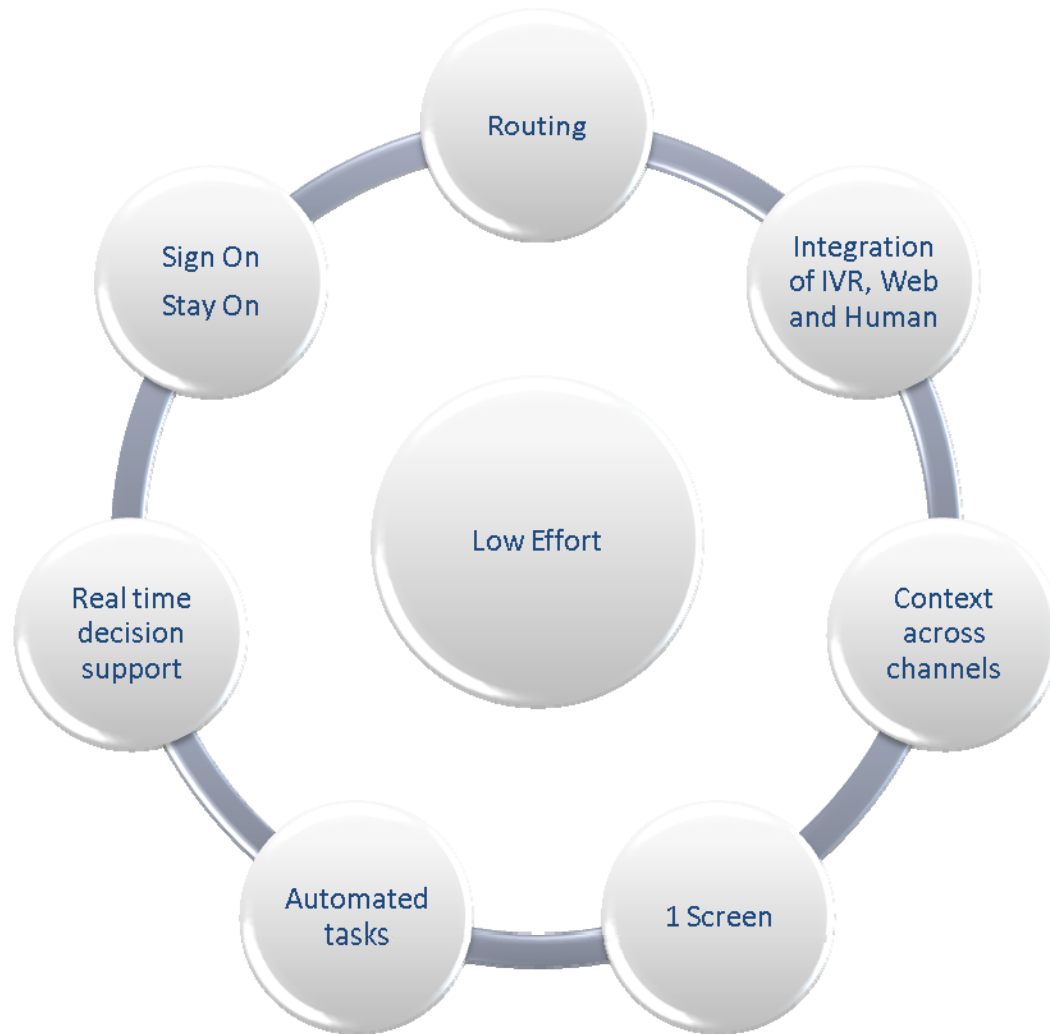 Routing
Integration
of IVR, Web
and Human
Context
across
channels
1 Screen
Automated
tasks
Real time
decision
support
Sign On
Stay On
Low Effort